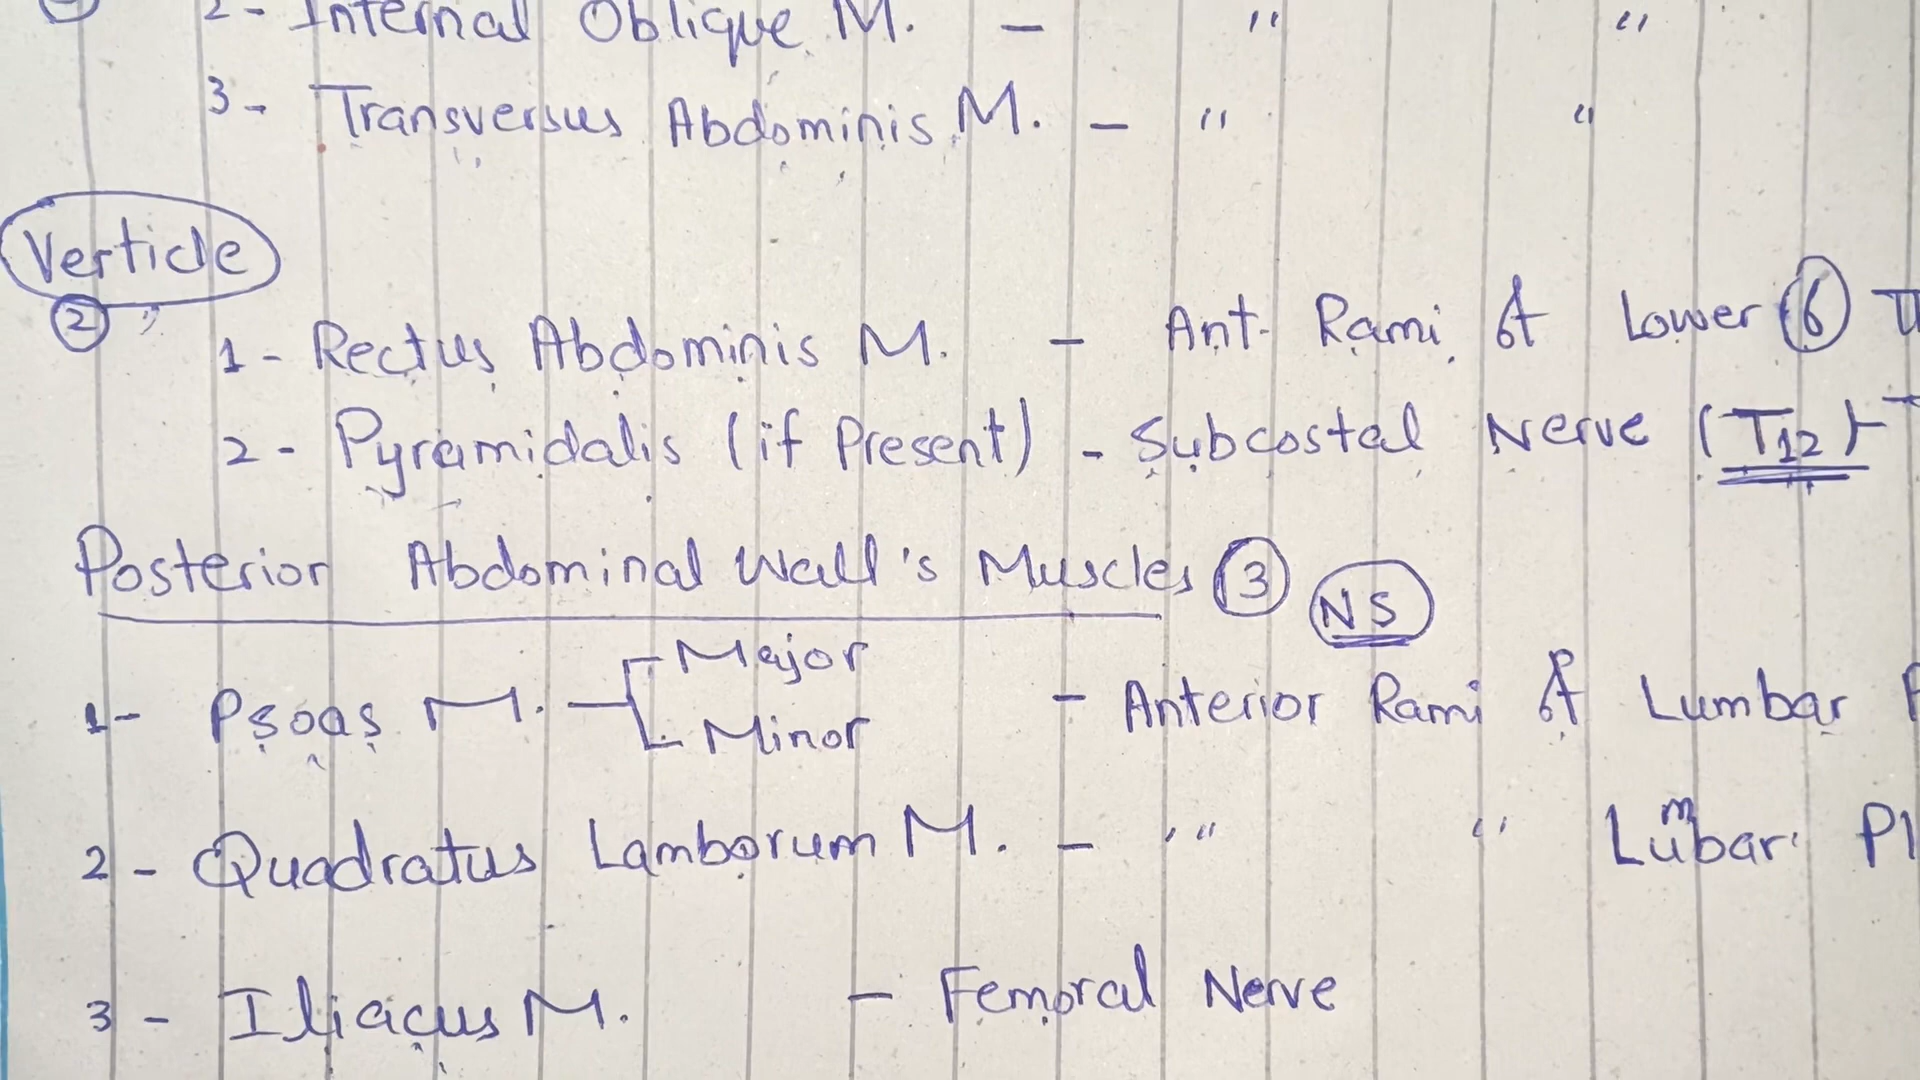 2- Internal Oblique M. - " "
3- Transversus Abdominis M. - " "
Verticle
2
1- Rectus Abdominis M. - Ant. Rami of Lower 6
2- Pyramidalis (if Present) - Subcostal Nerve (T12)
Posterior Abdominal Wall's Muscles 3 NS
Major
1- Psoas M. - Anterior Rami of Lumbar
Minor
2- Quadratus Lamborum M. - " " Lumbar Pl
3- Iliacus M. - Femoral Nerve